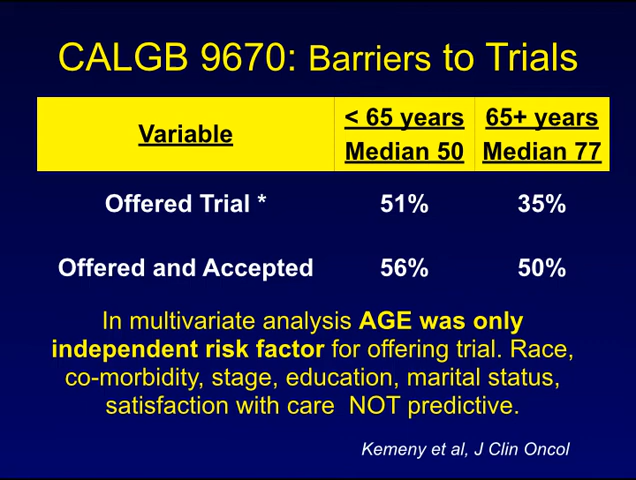 CALGB 9670: Barriers to Trials
Variable
< 65 years
Median 50
65+ years
Median 77
Offered Trial * 51% 35%
Offered and Accepted 56% 50%
In multivariate analysis AGE was only
independent risk factor for offering trial. Race,
co-morbidity, stage, education, marital status,
satisfaction with care NOT predictive.
Kemeny et al, J Clin Oncol